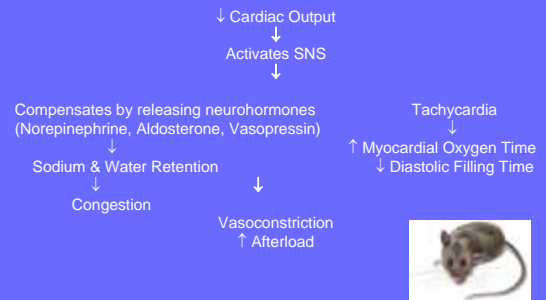 ↓ Cardiac Output
↓
Activates SNS
↓
Compensates by releasing neurohormones
(Norepinephrine, Aldosterone, Vasopressin)
↓
Sodium & Water Retention
↓
Congestion
↓
Vasoconstriction
↑ Afterload
Tachycardia
↓
↑ Myocardial Oxygen Time
↓ Diastolic Filling Time